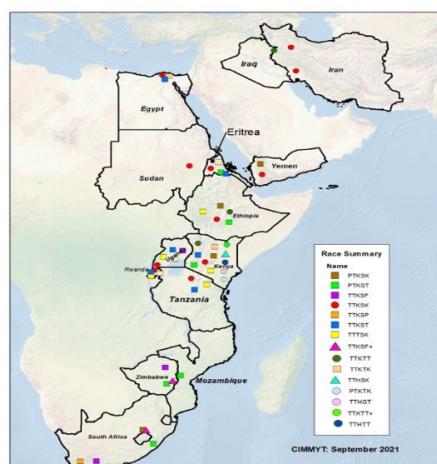 Iraq
Iran
Egypt
Eritrea
Sudan
Yemen
Ethiopia
Uganda
Kenya
Rwanda
Tanzania
Zimbabwe
Mozambique
South Africa
Race Summary
Name
PTKSK
PTKST
TTKSF
TTKSK
TTKSP
TTKST
TTTSK
TTKSF+
TTKTT
TTKTK
TTHSK
PTKTK
TTHST
TTKTT+
TTHTT
CIMMYT: September 2021